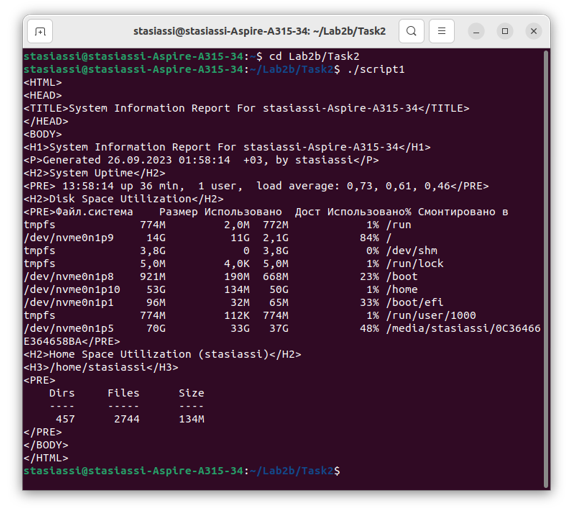 stasiassi@stasiassi-Aspire-A315-34: ~/Lab2b/Task2
stasiassi@stasiassi-Aspire-A315-34:~$ cd Lab2b/Task2
stasiassi@stasiassi-Aspire-A315-34:~/Lab2b/Task2$ ./script1
<HTML>
<HEAD>
<TITLE>System Information Report For stasiassi-Aspire-A315-34</TITLE>
</HEAD>
<BODY>
<H1>System Information Report For stasiassi-Aspire-A315-34</H1>
<P>Generated 26.09.2023 01:58:14  +03, by stasiassi</P>
<H2>System Uptime</H2>
<PRE> 13:58:14 up 36 min,  1 user,  load average: 0,73, 0,61, 0,46</PRE>
<H2>Disk Space Utilization</H2>
<PRE>Файл.система    Размер Использовано  Дост Использовано% Смонтировано в
tmpfs             774M         2,0M  772M            1% /run
/dev/nvme0n1p9     14G          11G  2,1G           84% /
tmpfs             3,8G            0  3,8G            0% /dev/shm
tmpfs             5,0M         4,0K  5,0M            1% /run/lock
/dev/nvme0n1p8    921M         190M  668M           23% /boot
/dev/nvme0n1p10    53G         134M   50G            1% /home
/dev/nvme0n1p1     96M          32M   65M           33% /boot/efi
tmpfs             774M         112K  774M            1% /run/user/1000
/dev/nvme0n1p5     70G          33G   37G           48% /media/stasiassi/0C36466
E364658BA</PRE>
<H2>Home Space Utilization (stasiassi)</H2>
<H3>/home/stasiassi</H3>
<PRE>
    Dirs     Files      Size
    ----     -----      ----
     457      2744      134M
</PRE>
</BODY>
</HTML>
stasiassi@stasiassi-Aspire-A315-34:~/Lab2b/Task2$